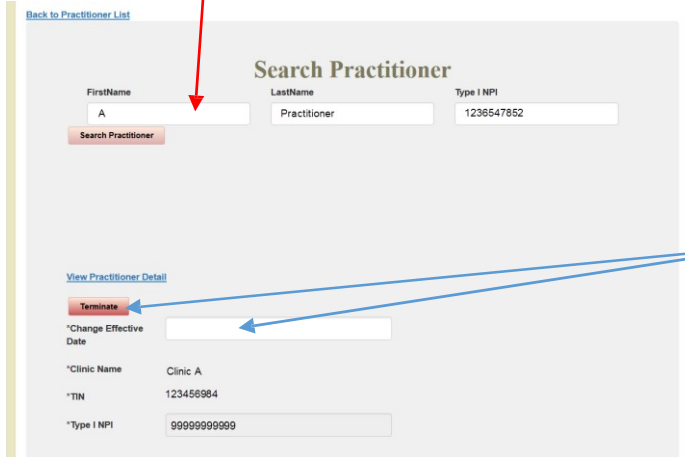 Back to Practitioner List
Search Practitioner
FirstName LastName Type I NPI
A Practitioner 1236547852
Search Practitioner
View Practitioner Detail
Terminate
*Change Effective
Date
*Clinic Name Clinic A
*TIN 123456984
*Type I NPI 99999999999